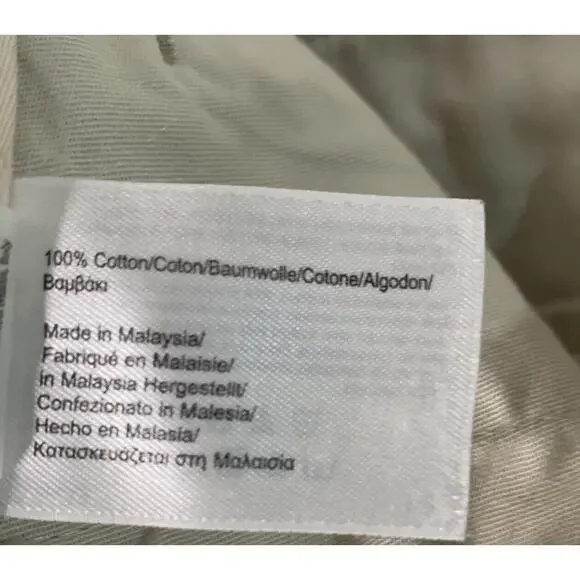 100% Cotton/Coton/Baumwolle/Cotone/Algodon/
Βαμβάκι
Made in Malaysia/
Fabriqué en Malaisie/
In Malaysia Hergestellt/
Confezionato in Malesia/
Hecho en Malasia/
Κατασκευάζεται στη Μαλαισία